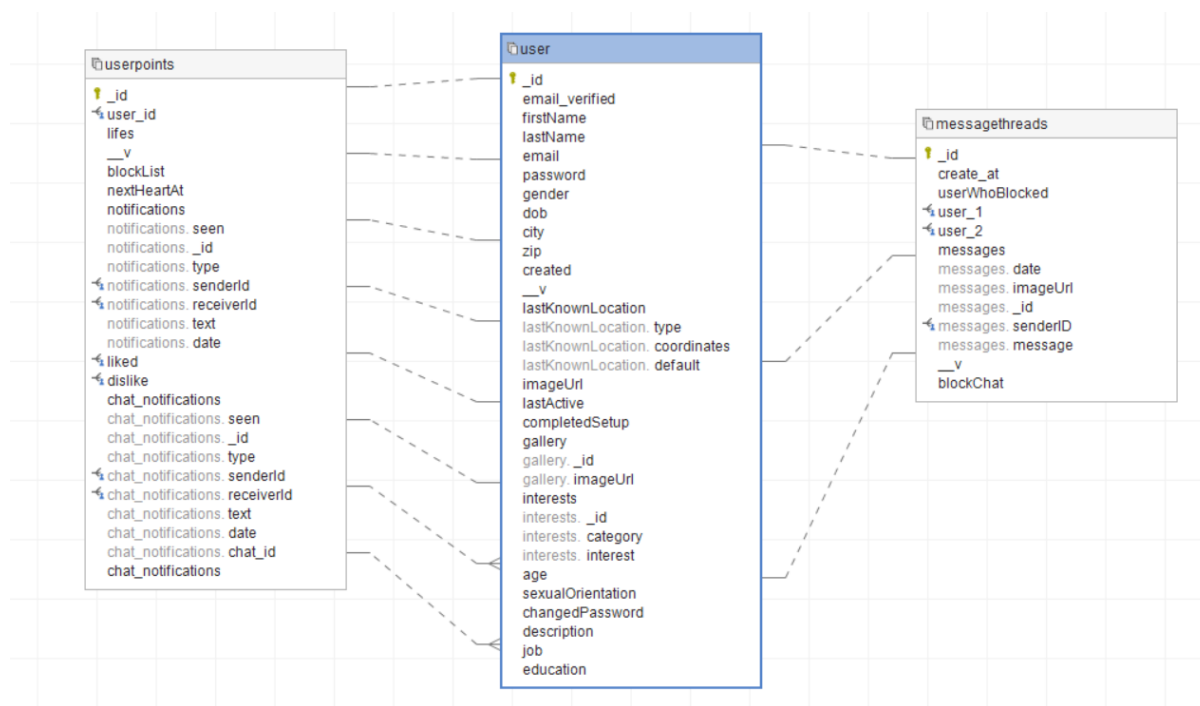 userpoints
_id
user_id
lifes
__v
blockList
nextHeartAt
notifications
notifications. seen
notifications. _id
notifications. type
notifications. senderId
notifications. receiverId
notifications. text
notifications. date
liked
dislike
chat_notifications
chat_notifications. seen
chat_notifications. _id
chat_notifications. type
chat_notifications. senderId
chat_notifications. receiverId
chat_notifications. text
chat_notifications. date
chat_notifications. chat_id
chat_notifications
user
_id
email_verified
firstName
lastName
email
password
gender
dob
city
zip
created
__v
lastKnownLocation
lastKnownLocation. type
lastKnownLocation. coordinates
lastKnownLocation. default
imageUrl
lastActive
completedSetup
gallery
gallery. _id
gallery. imageUrl
interests
interests. _id
interests. category
interests. interest
age
sexualOrientation
changedPassword
description
job
education
messagethreads
_id
create_at
userWhoBlocked
user_1
user_2
messages
messages. date
messages. imageUrl
messages. _id
messages. senderID
messages. message
__v
blockChat